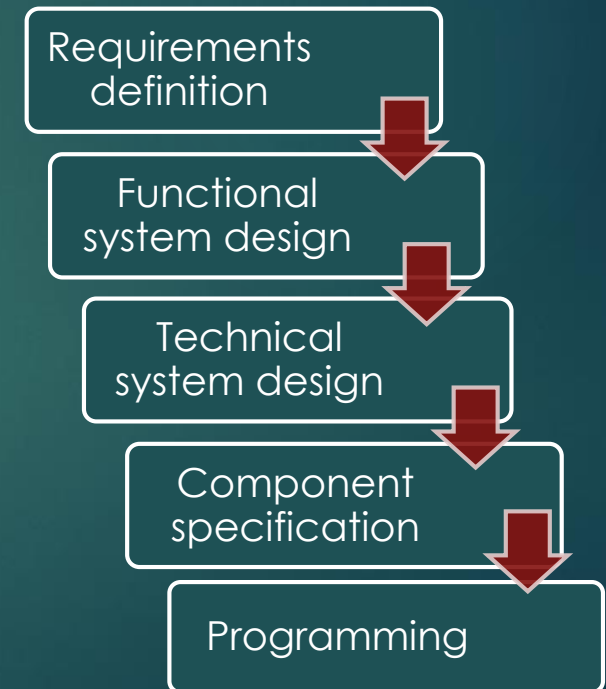 Requirements
definition
Functional
system design
Technical
system design
Component
specification
Programming